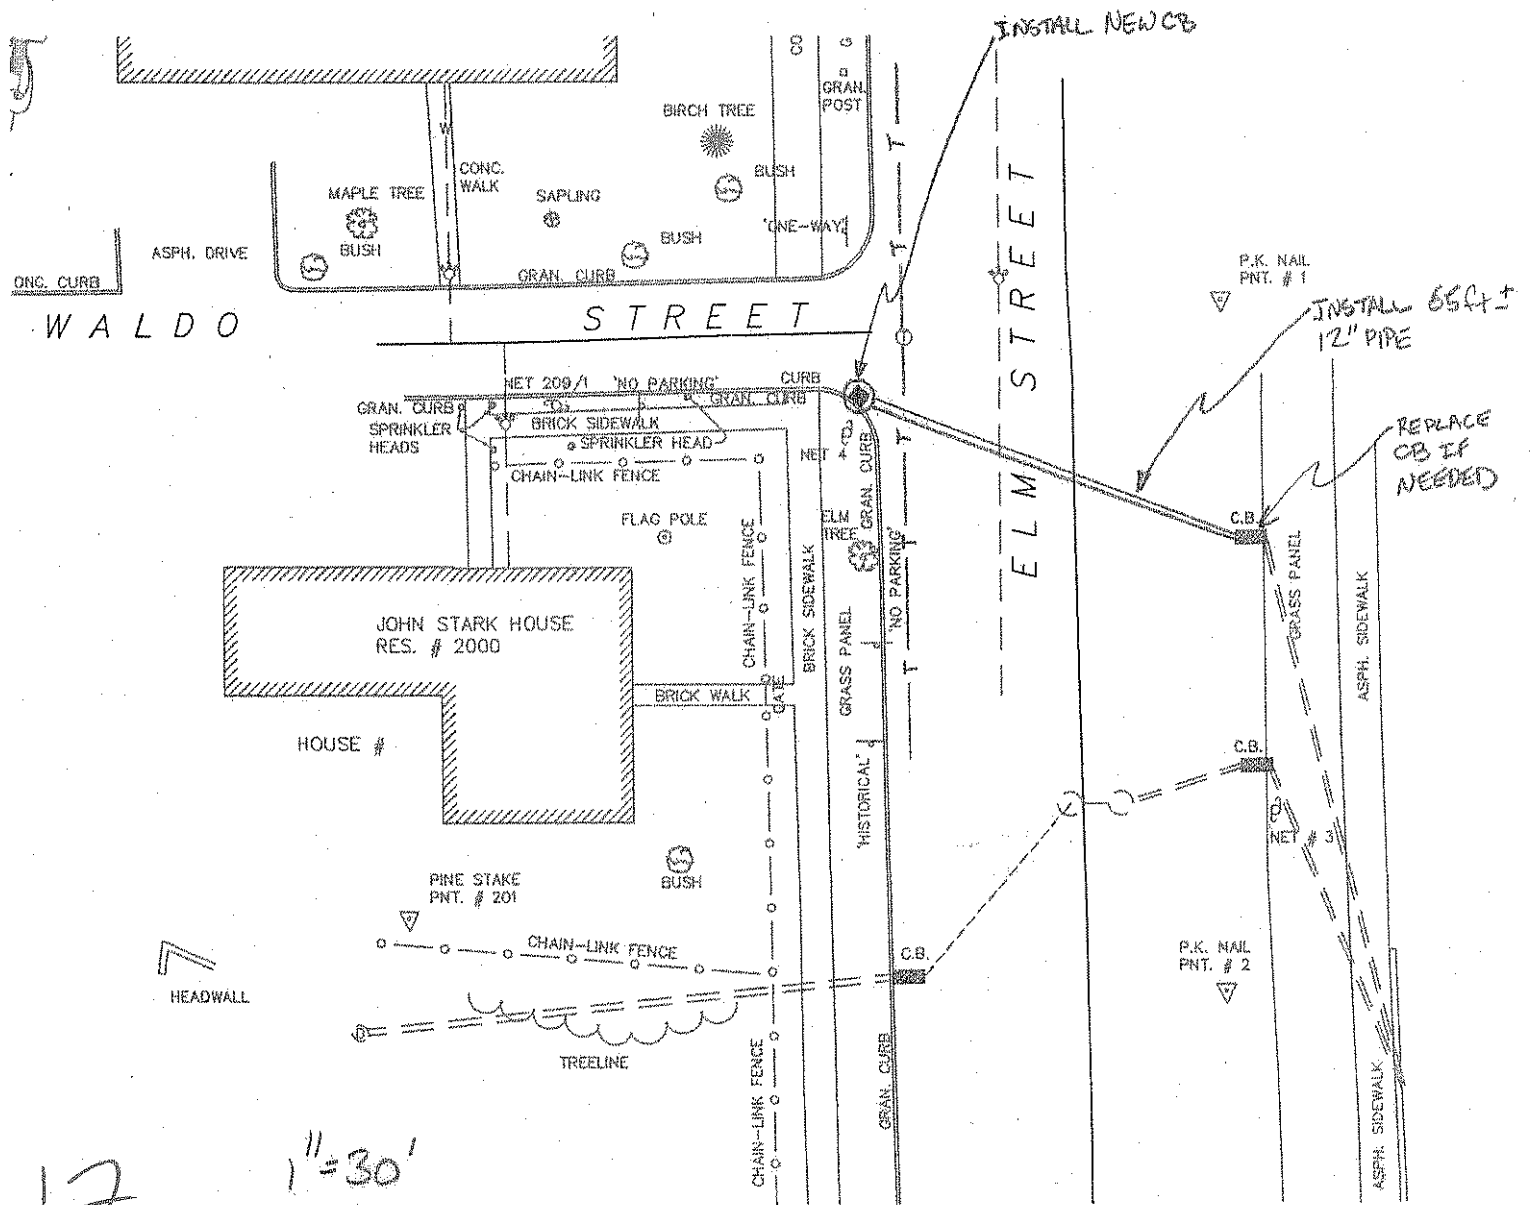 INSTALL NEW CB
CO
G
GRAN.
POST
BIRCH TREE
T
BUSH
CONC.
WALK
W
MAPLE TREE
SAPLING
BUSH
'ONE-WAY'
BUSH
ASPH. DRIVE
GRAN. CURB
ONC. CURB
P.K. NAIL
PNT. # 1
T
WALDO STREET
ELM STREET
INSTALL 65ft ±
12" PIPE
NET 209/1
'NO PARKING'
CURB
GRAN. CURB
GRAN. CURB
SPRINKLER
HEADS
BRICK SIDEWALK
SPRINKLER HEAD
CHAIN-LINK FENCE
NET 4
GRAN. CURB
T
REPLACE
CB IF
NEEDED
FLAG POLE
ELM
TREE
C.B.
CHAIN-LINK FENCE
BRICK SIDEWALK
'NO PARKING'
T
GRASS PANEL
ASPH. SIDEWALK
JOHN STARK HOUSE
RES. # 2000
GRASS PANEL
T
BRICK WALK
GATE
HOUSE #
'HISTORICAL'
C.B.
NET # 3
BUSH
PINE STAKE
PNT. # 201
CHAIN-LINK FENCE
C.B.
P.K. NAIL
PNT. # 2
HEADWALL
D
TREELINE
CHAIN-LINK FENCE
GRAN. CURB
ASPH. SIDEWALK
1"=30'
17